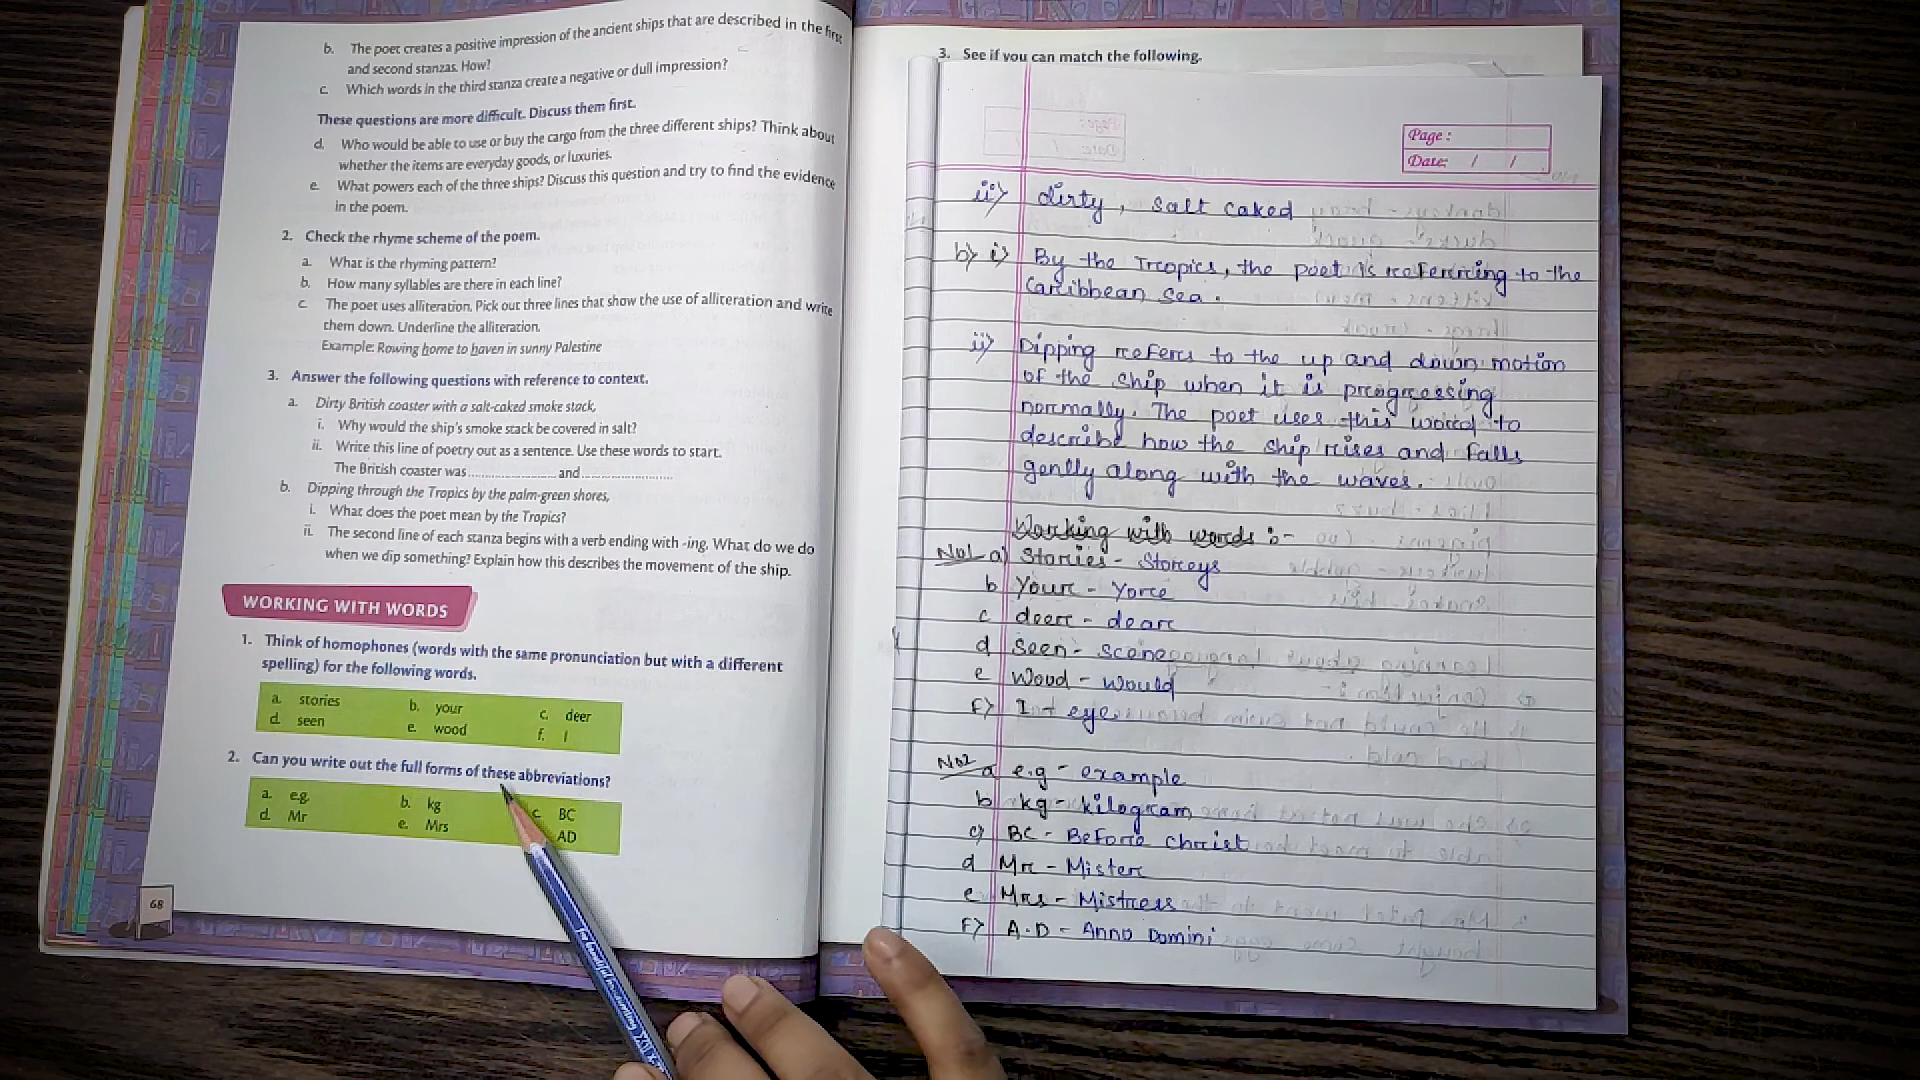 b. The poet creates a positive impression of the ancient ships that are described in the first
and second stanzas. How?
c. Which words in the third stanza create a negative or dull impression?
These questions are more difficult. Discuss them first.
d. Who would be able to use or buy the cargo from the three different ships? Think about
whether the items are everyday goods, or luxuries.
e. What powers each of the three ships? Discuss this question and try to find the evidence
in the poem.
2. Check the rhyme scheme of the poem.
a. What is the rhyming pattern?
b. How many syllables are there in each line?
c. The poet uses alliteration. Pick out three lines that show the use of alliteration and write
them down. Underline the alliteration.
Example: Rowing home to haven in sunny Palestine
3. Answer the following questions with reference to context.
a. Dirty British coaster with a salt-caked smoke stack,
i. Why would the ship's smoke stack be covered in salt?
ii. Write this line of poetry out as a sentence. Use these words to start.
The British coaster was ........................ and ........................
b. Dipping through the Tropics by the palm-green shores,
i. What does the poet mean by the Tropics?
ii. The second line of each stanza begins with a verb ending with -ing. What do we do
when we dip something? Explain how this describes the movement of the ship.
WORKING WITH WORDS
1. Think of homophones (words with the same pronunciation but with a different
spelling) for the following words.
a. stories b. your c. deer
d. seen e. wood f. I
2. Can you write out the full forms of these abbreviations?
a. e.g. b. kg c. BC
d. Mr e. Mrs AD
68
3. See if you can match the following.
Page :
Date: / /
ii) dirty, salt caked
b) i) By the Tropics, the poet is referring to the
Caribbean Sea.
ii) Dipping refers to the up and down motion
of the ship when it is progressing
normally. The poet uses this word to
describe how the ship rises and falls
gently along with the waves.
Working with words :-
No1 a) Stories - Storeys
b Your - Yore
c deer - dear
d Seen - scene
e Wood - Would
f) I - eye
No2 a e.g - example
b kg - kilogram
c) BC - Before christ
d Mr - Mister
e Mrs - Mistress
f) A.D - Anno Domini